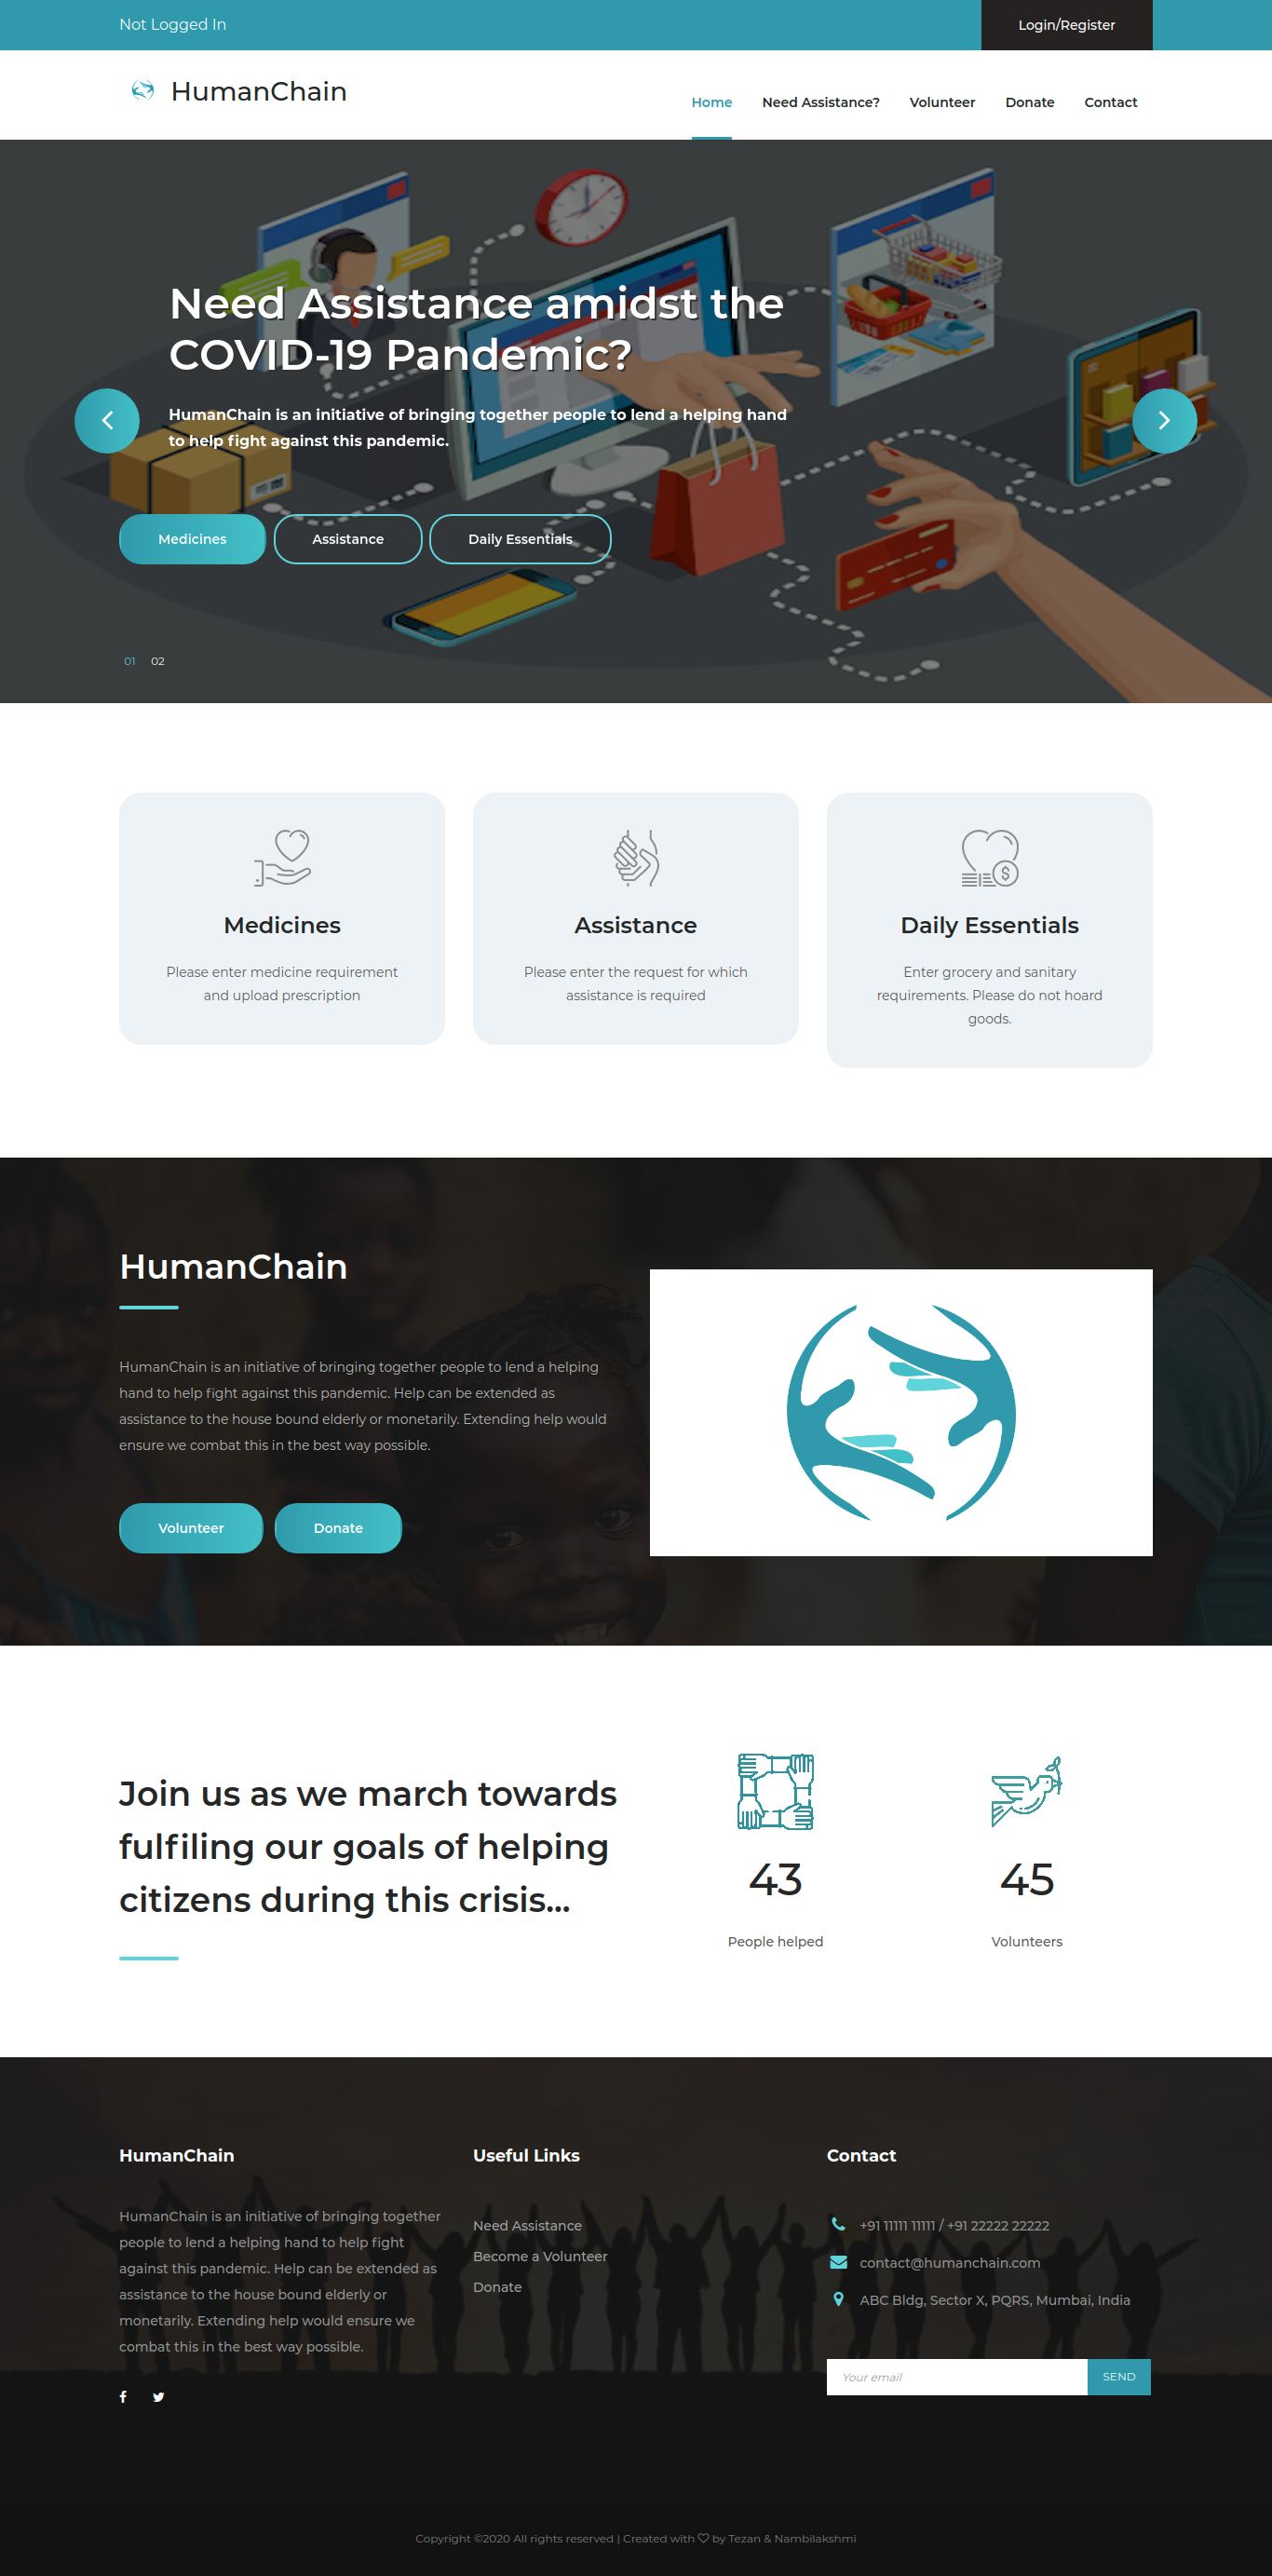 Not Logged In
Login/Register
HumanChain
Home Need Assistance? Volunteer Donate Contact
Need Assistance amidst the
COVID-19 Pandemic?
HumanChain is an initiative of bringing together people to lend a helping hand
to help fight against this pandemic.
Medicines Assistance Daily Essentials
01 02
Medicines
Please enter medicine requirement
and upload prescription
Assistance
Please enter the request for which
assistance is required
Daily Essentials
Enter grocery and sanitary
requirements. Please do not hoard
goods.
HumanChain
HumanChain is an initiative of bringing together people to lend a helping
hand to help fight against this pandemic. Help can be extended as
assistance to the house bound elderly or monetarily. Extending help would
ensure we combat this in the best way possible.
Volunteer Donate
Join us as we march towards
fulfiling our goals of helping
citizens during this crisis...
43
People helped
45
Volunteers
HumanChain
HumanChain is an initiative of bringing together
people to lend a helping hand to help fight
against this pandemic. Help can be extended as
assistance to the house bound elderly or
monetarily. Extending help would ensure we
combat this in the best way possible.
Useful Links
Need Assistance
Become a Volunteer
Donate
Contact
+91 11111 11111 / +91 22222 22222
contact@humanchain.com
ABC Bldg, Sector X, PQRS, Mumbai, India
Your email SEND
Copyright ©2020 All rights reserved | Created with ♡ by Tezan & Nambilakshmi